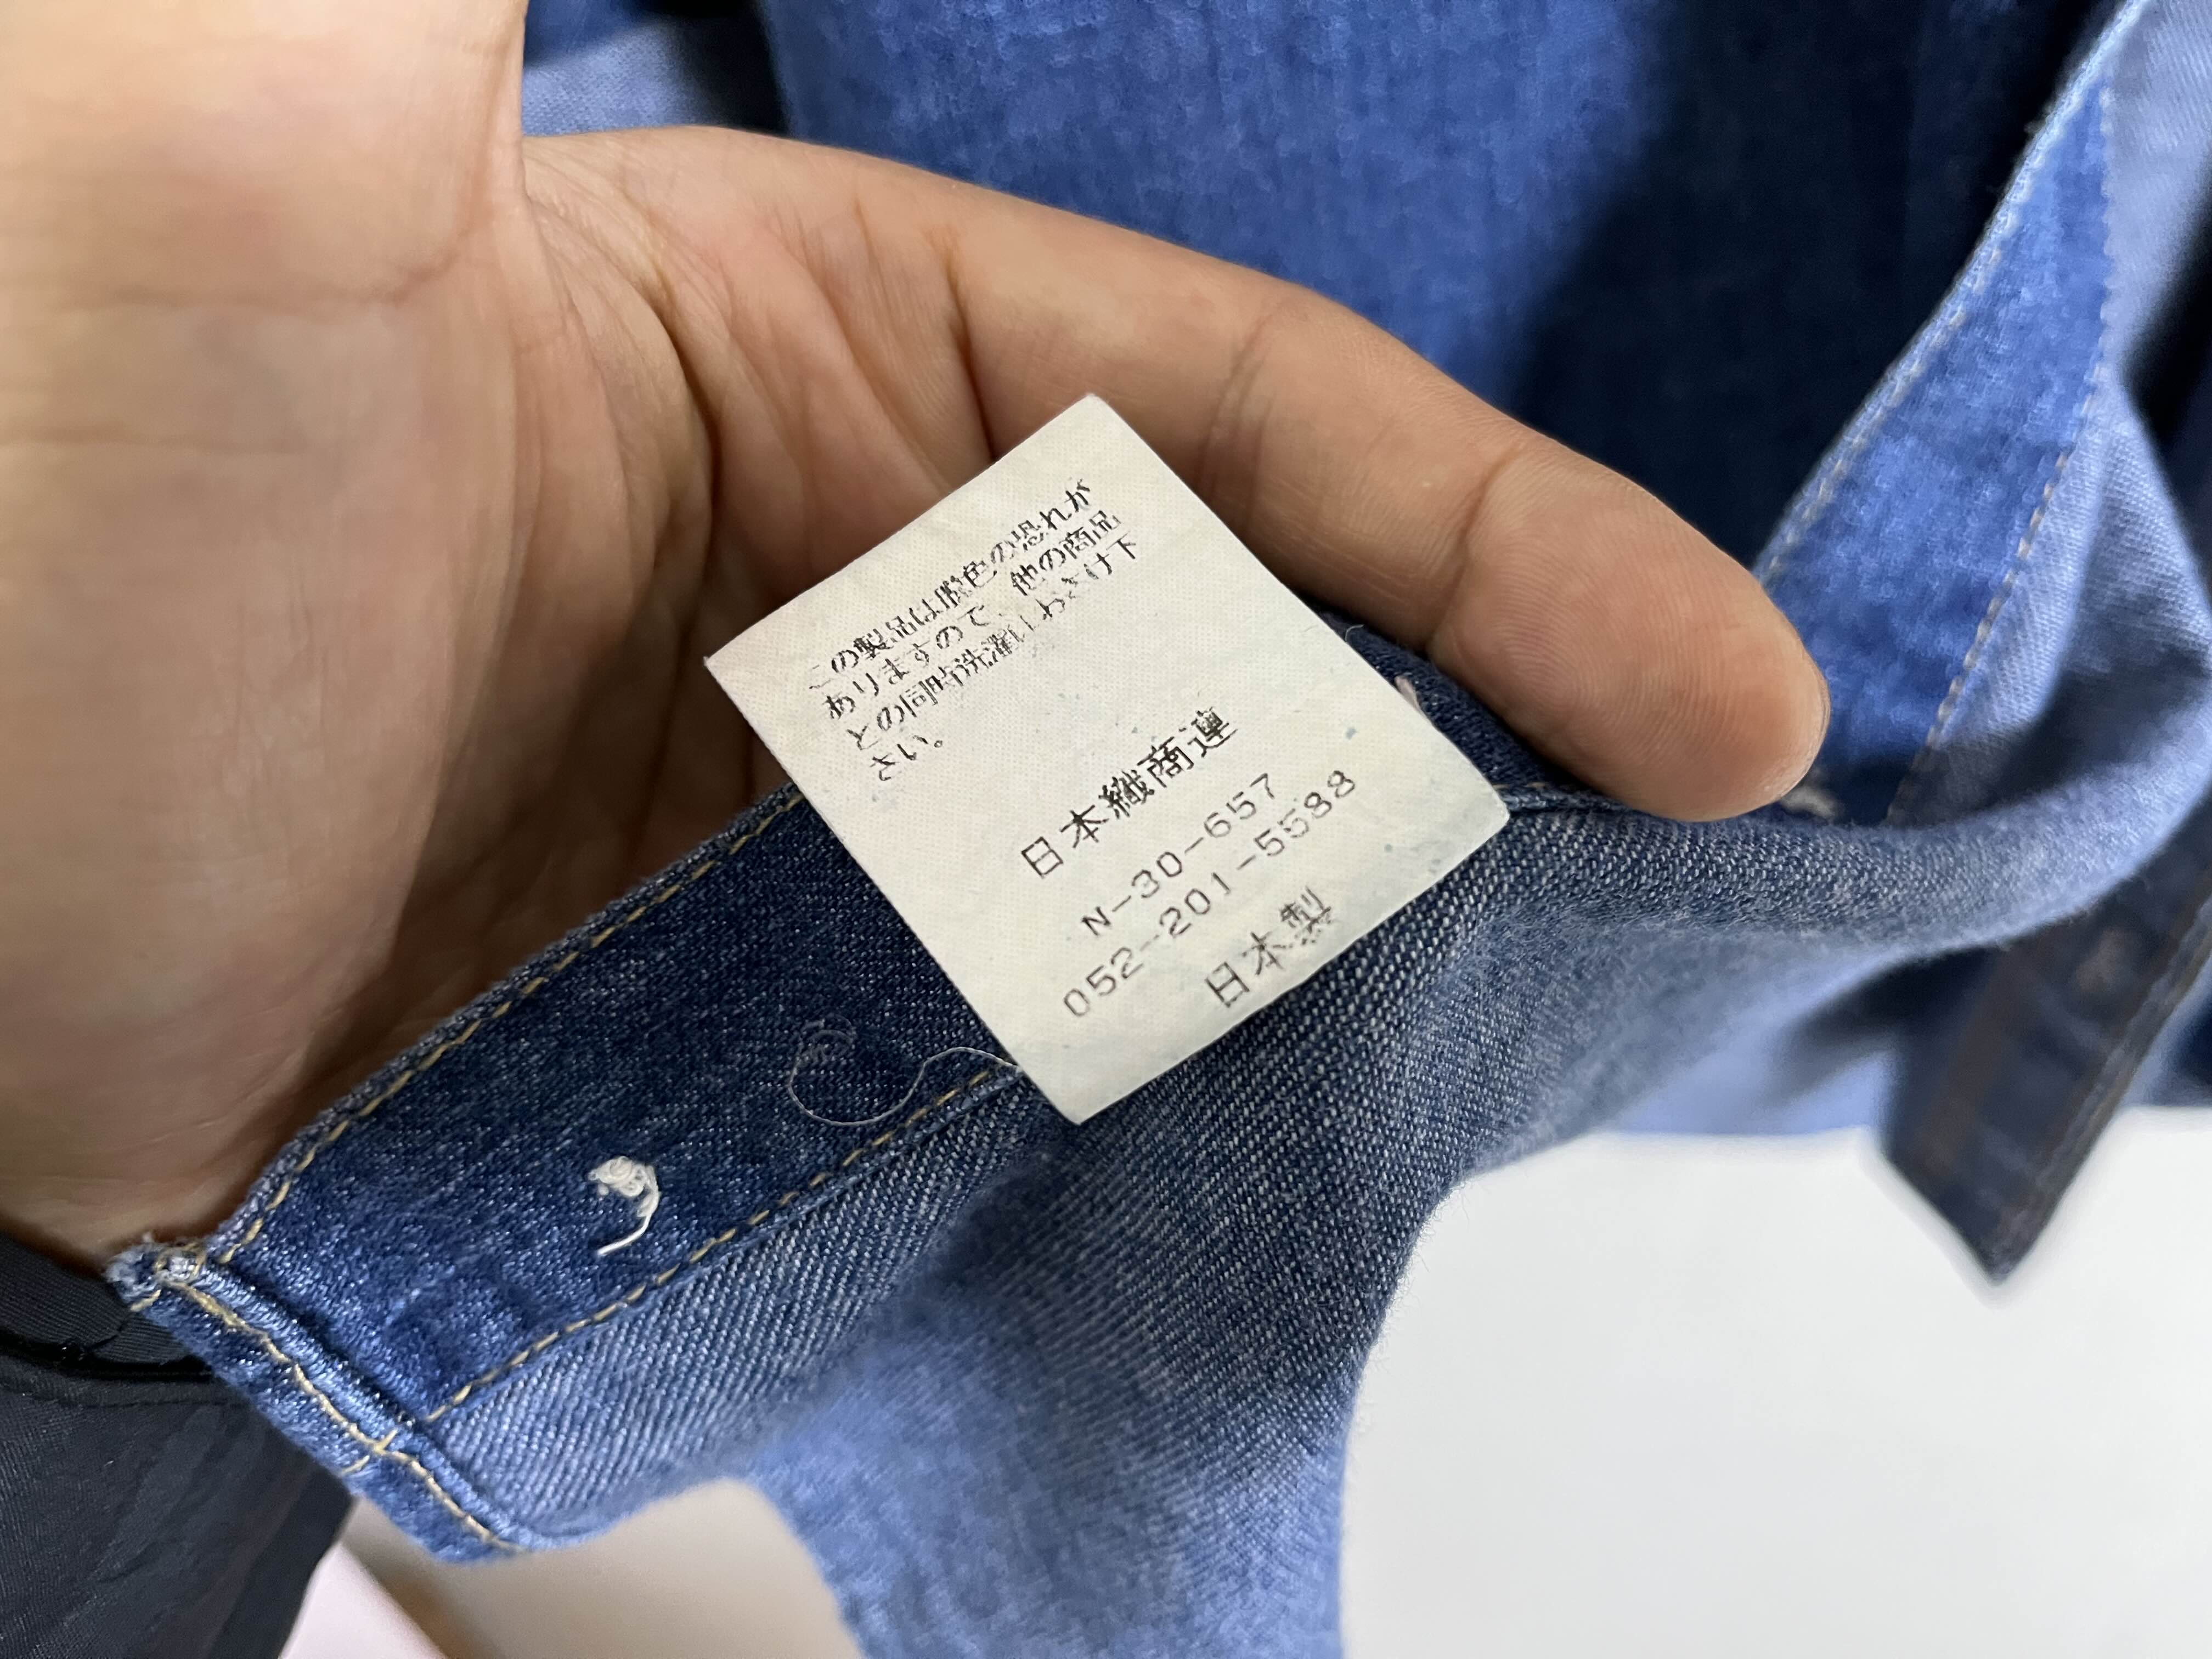 この製品は脱色の恐れが
ありますので、他の商品
との同時洗濯はおさけ下
さい。
日本繊商連
N-30-657
052-201-5588
日本製